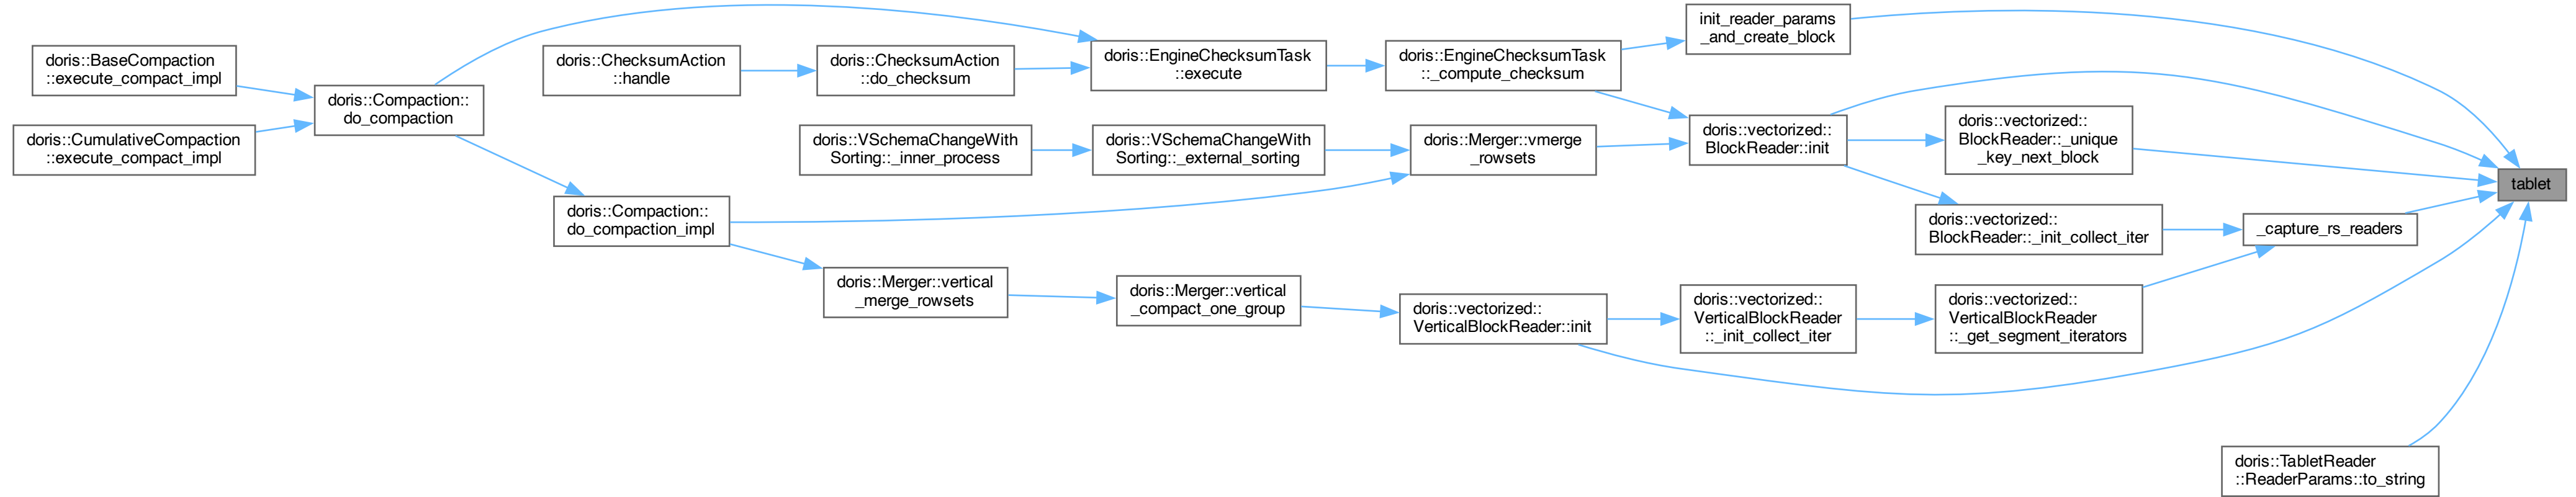 doris::BaseCompaction
::execute_compact_impl
doris::CumulativeCompaction
::execute_compact_impl
doris::Compaction::
do_compaction
doris::ChecksumAction
::handle
doris::ChecksumAction
::do_checksum
doris::EngineChecksumTask
::execute
doris::EngineChecksumTask
::_compute_checksum
init_reader_params
_and_create_block
doris::VSchemaChangeWith
Sorting::_inner_process
doris::VSchemaChangeWith
Sorting::_external_sorting
doris::Merger::vmerge
_rowsets
doris::vectorized::
BlockReader::init
doris::vectorized::
BlockReader::_unique
_key_next_block
tablet
doris::Compaction::
do_compaction_impl
doris::vectorized::
BlockReader::_init_collect_iter
_capture_rs_readers
doris::Merger::vertical
_merge_rowsets
doris::Merger::vertical
_compact_one_group
doris::vectorized::
VerticalBlockReader::init
doris::vectorized::
VerticalBlockReader
::_init_collect_iter
doris::vectorized::
VerticalBlockReader
::_get_segment_iterators
doris::TabletReader
::ReaderParams::to_string